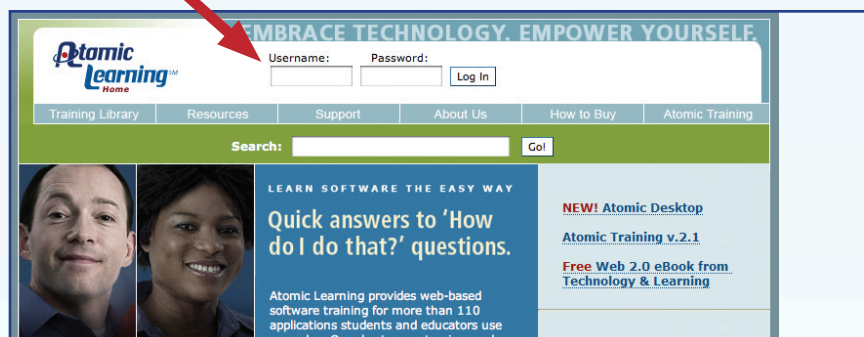 EMBRACE TECHNOLOGY. EMPOWER YOURSELF.
Atomic
Learning SM
Home
Username: Password:
Log In
Training Library Resources Support About Us How to Buy Atomic Training
Search: Go!
LEARN SOFTWARE THE EASY WAY
Quick answers to ‘How
do I do that?’ questions.
Atomic Learning provides web-based
software training for more than 110
applications students and educators use
NEW! Atomic Desktop
Atomic Training v.2.1
Free Web 2.0 eBook from
Technology & Learning